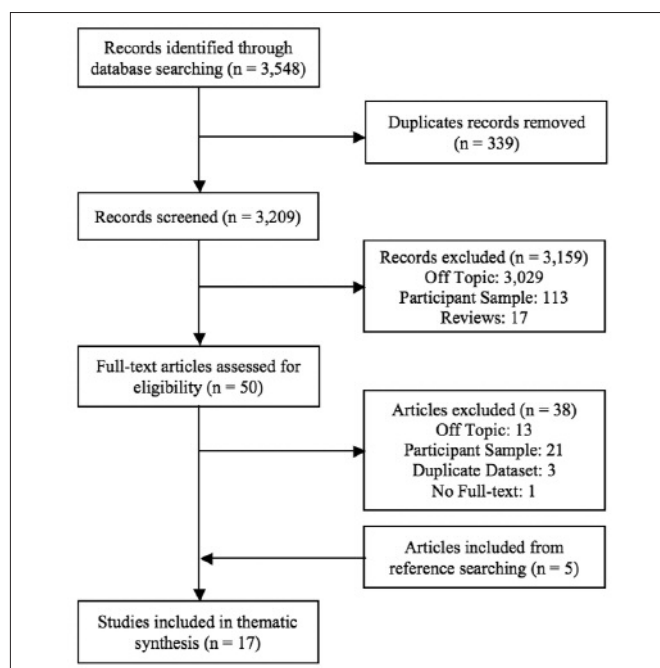 Records identified through
database searching (n = 3,548)
Duplicates records removed
(n = 339)
Records screened (n = 3,209)
Records excluded (n = 3,159)
Off Topic: 3,029
Participant Sample: 113
Reviews: 17
Full-text articles assessed for
eligibility (n = 50)
Articles excluded (n = 38)
Off Topic: 13
Participant Sample: 21
Duplicate Dataset: 3
No Full-text: 1
Articles included from
reference searching (n = 5)
Studies included in thematic
synthesis (n = 17)